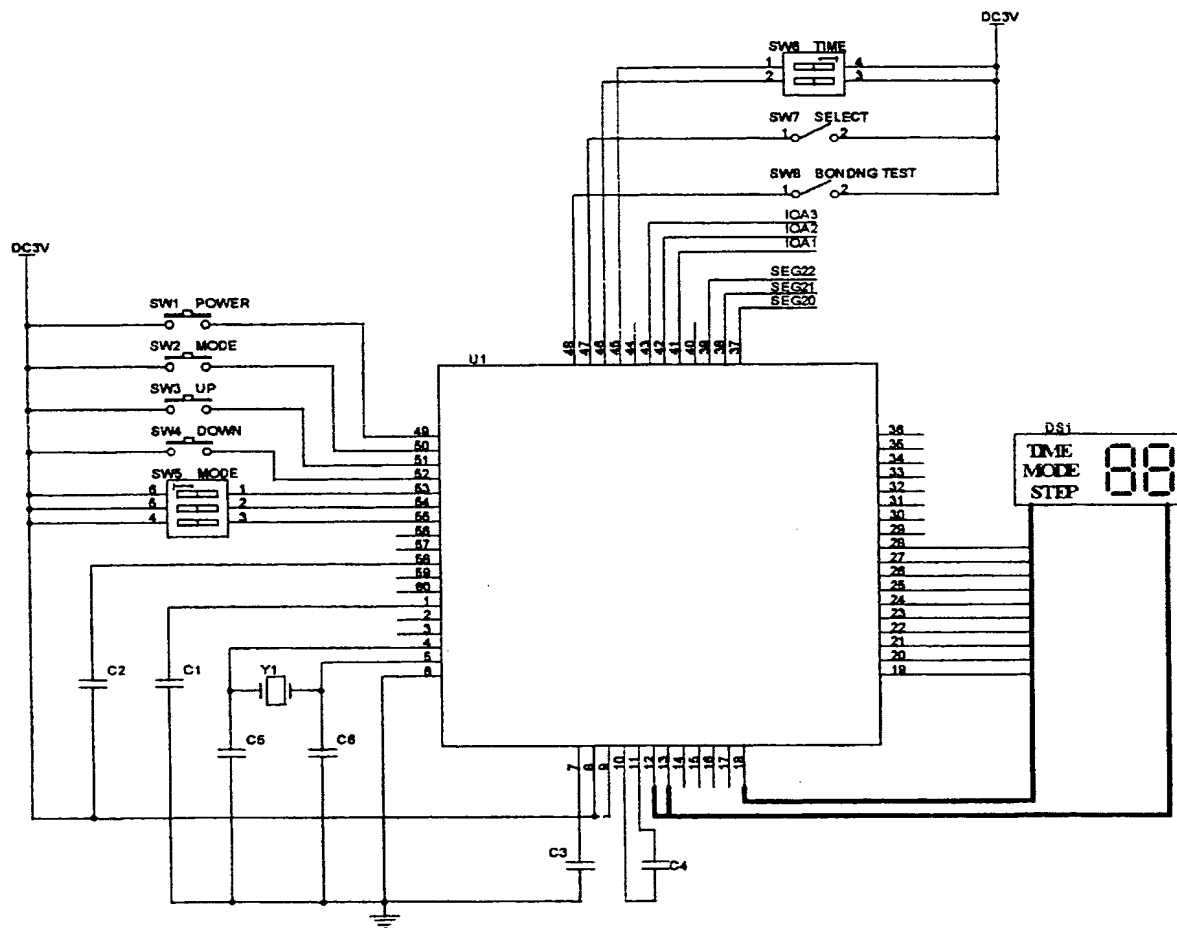 DC3V
SW6 TIME
1 4
2 3
SW7 SELECT
1 2
SW8 BONDNG TEST
1 2
IOA3
IOA2
IOA1
SEG22
SEG21
SEG20
DC3V
SW1 POWER
SW2 MODE
SW3 UP
SW4 DOWN
SW5 MODE
6 1
5 2
4 3
U1
48 47 46 45 44 43 42 41 40 39 38 37
49
50
51
52
53
54
55
56
57
58
59
60
1
2
3
4
5
6
36
35
34
33
32
31
30
29
28
27
26
25
24
23
22
21
20
19
DS1
TIME
MODE
STEP
88
C2
C1
Y1
C5
C6
7 8 9 10 11 12 13 14 15 16 17 18
C3
C4